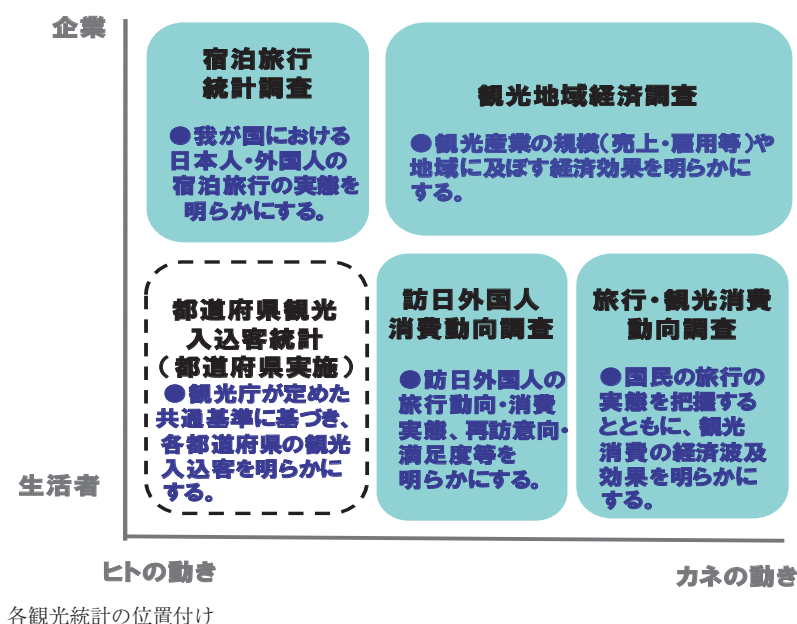 企業
宿泊旅行
統計調査
●我が国における
日本人・外国人の
宿泊旅行の実態を
明らかにする。
観光地域経済調査
●観光産業の規模(売上・雇用等)や
地域に及ぼす経済効果を明らかに
する。
都道府県観光
入込客統計
(都道府県実施)
●観光庁が定めた
共通基準に基づき、
各都道府県の観光
入込客を明らかに
する。
訪日外国人
消費動向調査
●訪日外国人の
旅行動向・消費
実態、再訪意向・
満足度等を
明らかにする。
旅行・観光消費
動向調査
●国民の旅行の
実態を把握する
とともに、観光
消費の経済波及
効果を明らかに
する。
生活者
ヒトの動き
カネの動き
各観光統計の位置付け